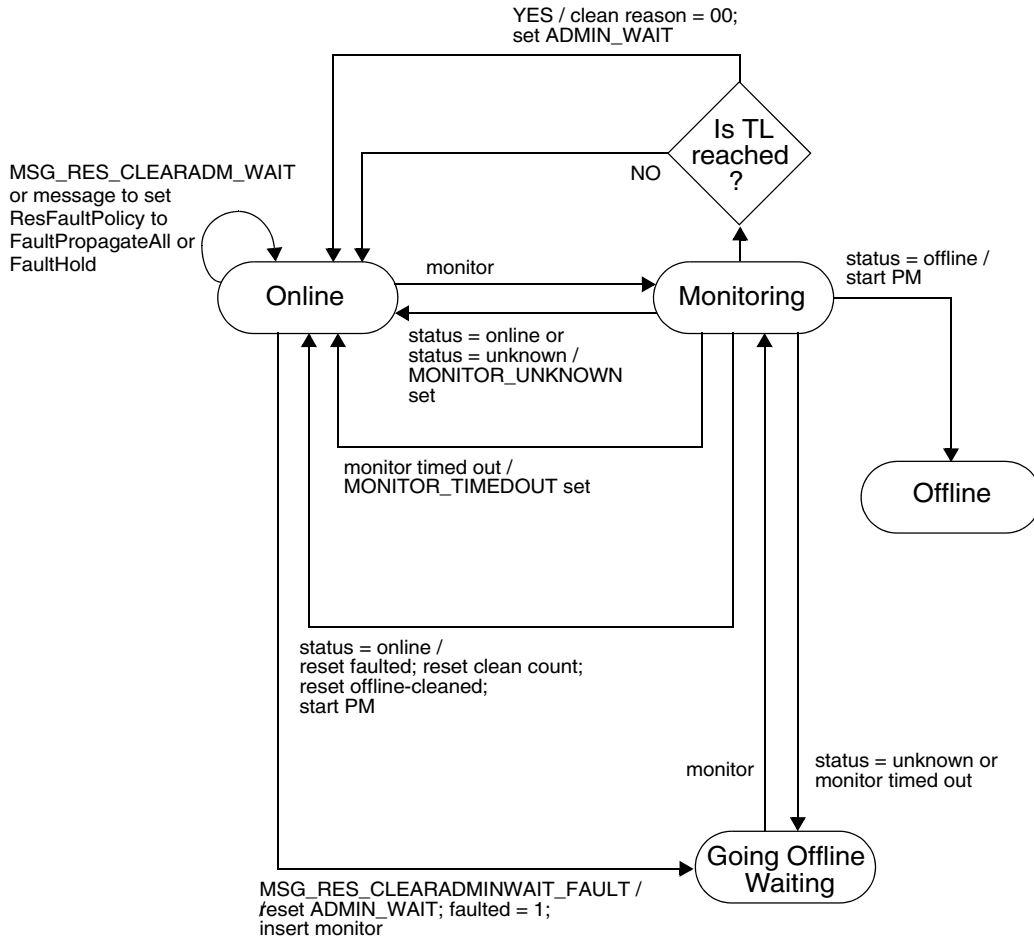 YES / clean reason = 00;
set ADMIN_WAIT
Is TL
reached
?
NO
MSG_RES_CLEARADM_WAIT
or message to set
ResFaultPolicy to
FaultPropagateAll or
FaultHold
status = offline /
start PM
monitor
Online
Monitoring
status = online or
status = unknown /
MONITOR_UNKNOWN
set
monitor timed out /
MONITOR_TIMEDOUT set
Offline
status = online /
reset faulted; reset clean count;
reset offline-cleaned;
start PM
monitor
status = unknown or
monitor timed out
Going Offline
Waiting
MSG_RES_CLEARADMINWAIT_FAULT /
/reset ADMIN_WAIT; faulted = 1;
insert monitor